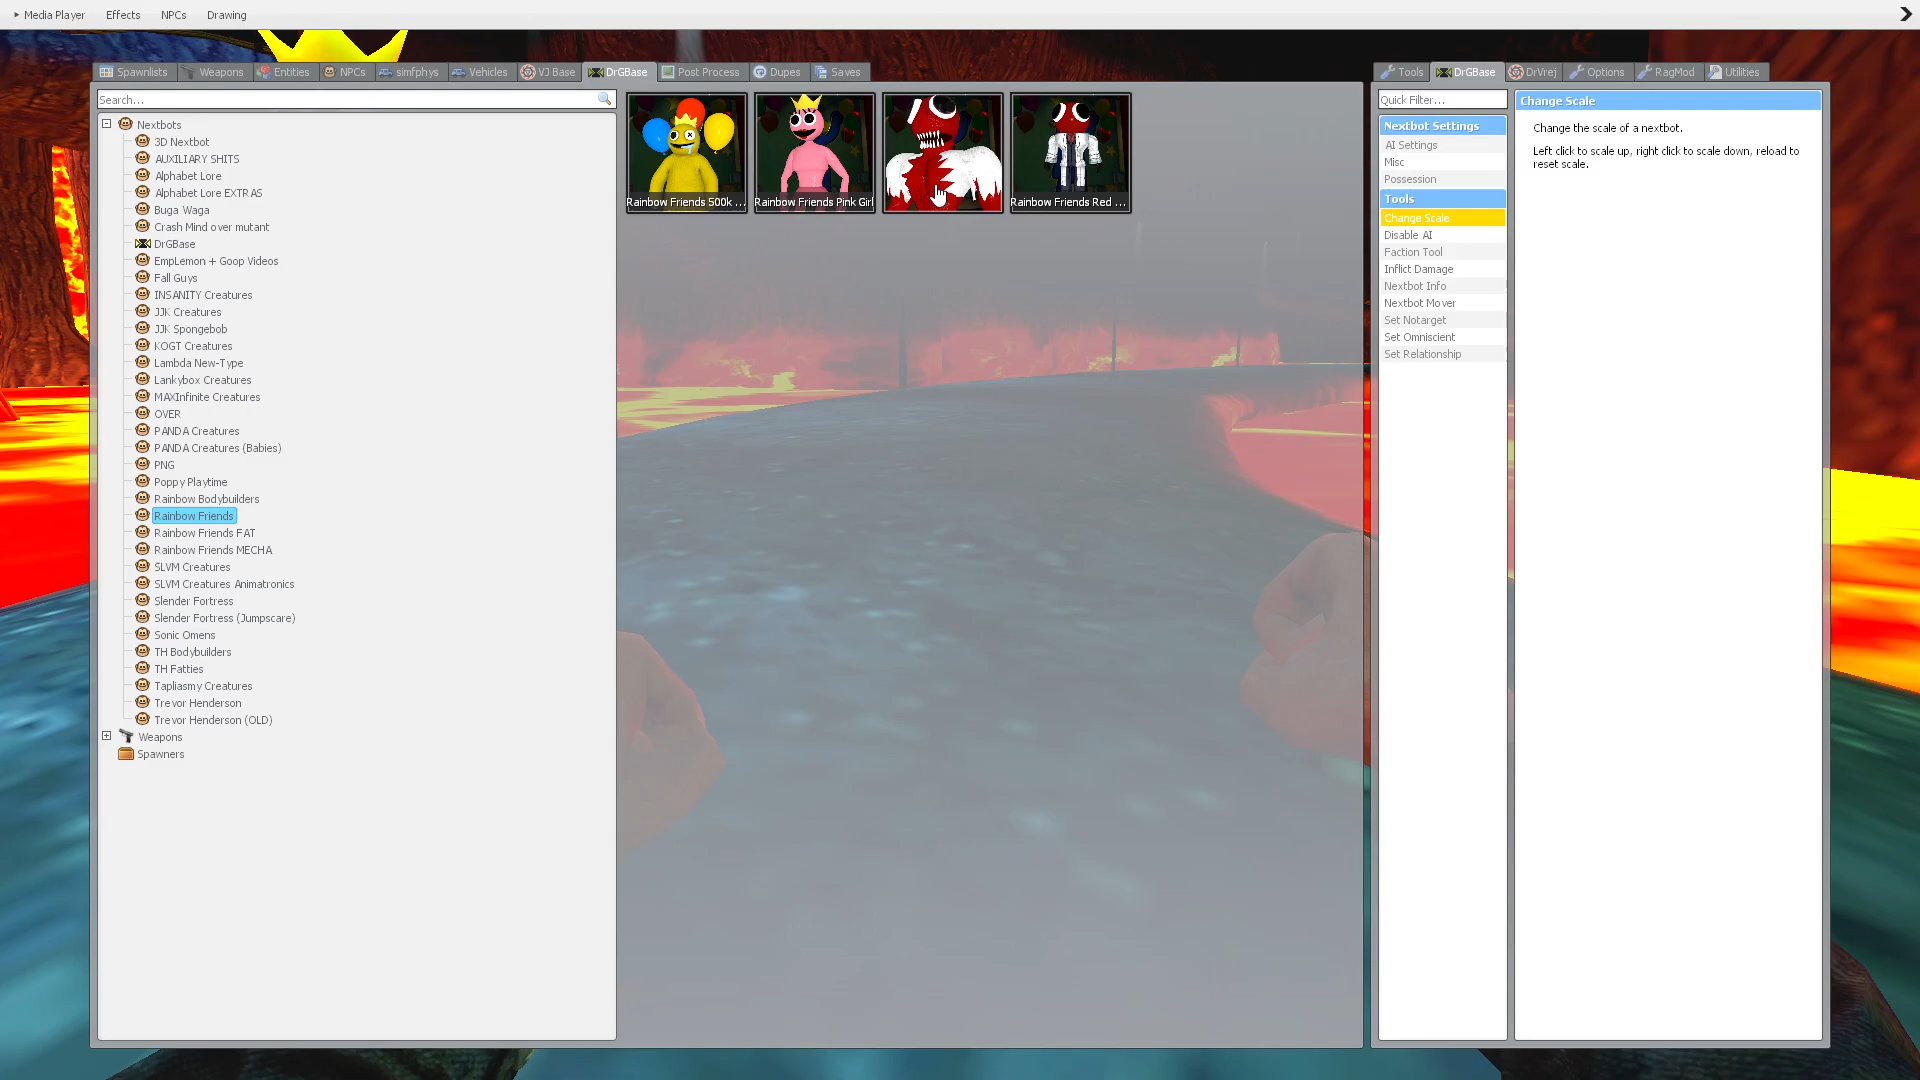 Media Player
Effects
NPCs
Drawing
Spawnlists
Weapons
Entities
NPCs
simfphys
Vehicles
VJ Base
DrGBase
Post Process
Dupes
Saves
Tools
DrGBase
DrVrej
Options
RagMod
Utilities
Search...
Nextbots
3D Nextbot
AUXILIARY SHITS
Alphabet Lore
Alphabet Lore EXTRAS
Buga Waga
Crash Mind over mutant
DrGBase
EmpLemon + Goop Videos
Fall Guys
INSANITY Creatures
JJK Creatures
JJK Spongebob
KOGT Creatures
Lambda New-Type
Lankybox Creatures
MAXInfinite Creatures
OVER
PANDA Creatures
PANDA Creatures (Babies)
PNG
Poppy Playtime
Rainbow Bodybuilders
Rainbow Friends
Rainbow Friends FAT
Rainbow Friends MECHA
SLVM Creatures
SLVM Creatures Animatronics
Slender Fortress
Slender Fortress (Jumpscare)
Sonic Omens
TH Bodybuilders
TH Fatties
Tapliasmy Creatures
Trevor Henderson
Trevor Henderson (OLD)
Weapons
Spawners
Rainbow Friends 500k ...
Rainbow Friends Pink Girl
Rainbow Friends Red ...
Quick Filter...
Nextbot Settings
AI Settings
Misc
Possession
Tools
Change Scale
Disable AI
Faction Tool
Inflict Damage
Nextbot Info
Nextbot Mover
Set Notarget
Set Omniscient
Set Relationship
Change Scale
Change the scale of a nextbot.
Left click to scale up, right click to scale down, reload to
reset scale.